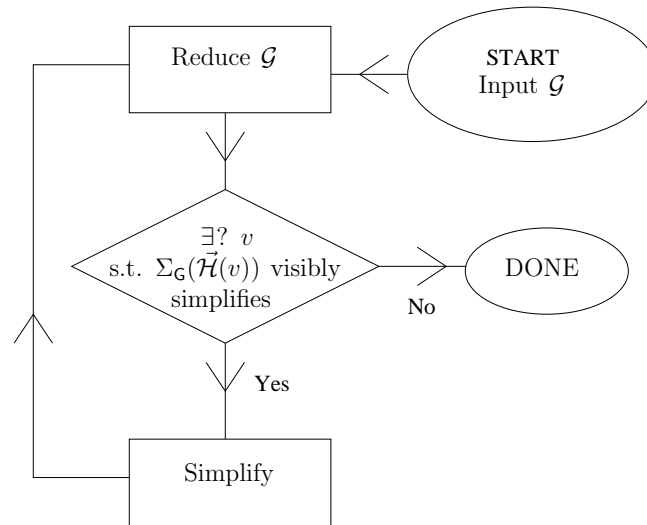 START
Input 𝒢
Reduce 𝒢
∃? v
s.t. Σ_𝖦(ℋ⃗(v)) visibly
simplifies
DONE
No
Yes
Simplify